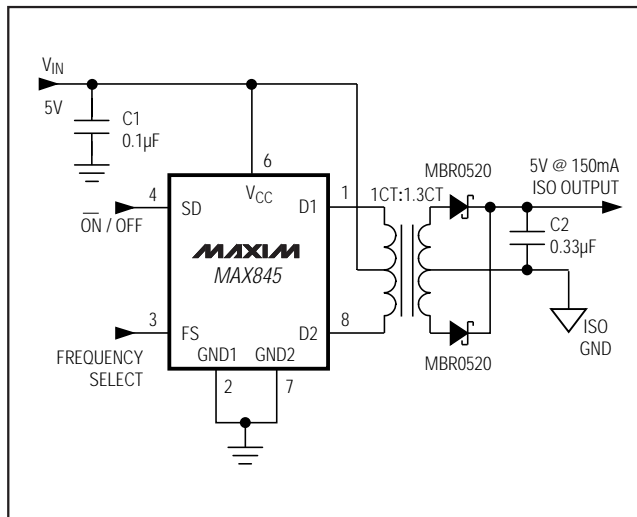 VIN
5V
C1
0.1µF
4
ON / OFF
SD
6
VCC
MAXIM
MAX845
D1
1
1CT:1.3CT
MBR0520
5V @ 150mA
ISO OUTPUT
C2
0.33µF
3
FS
FREQUENCY
SELECT
GND1
GND2
D2
8
2
7
MBR0520
ISO
GND